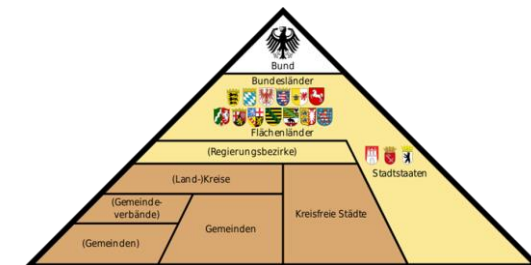 Bund
Bundesländer
Flächenländer
(Regierungsbezirke)
Stadtstaaten
(Land-)Kreise
(Gemeinde-
verbände)
Kreisfreie Städte
Gemeinden
(Gemeinden)